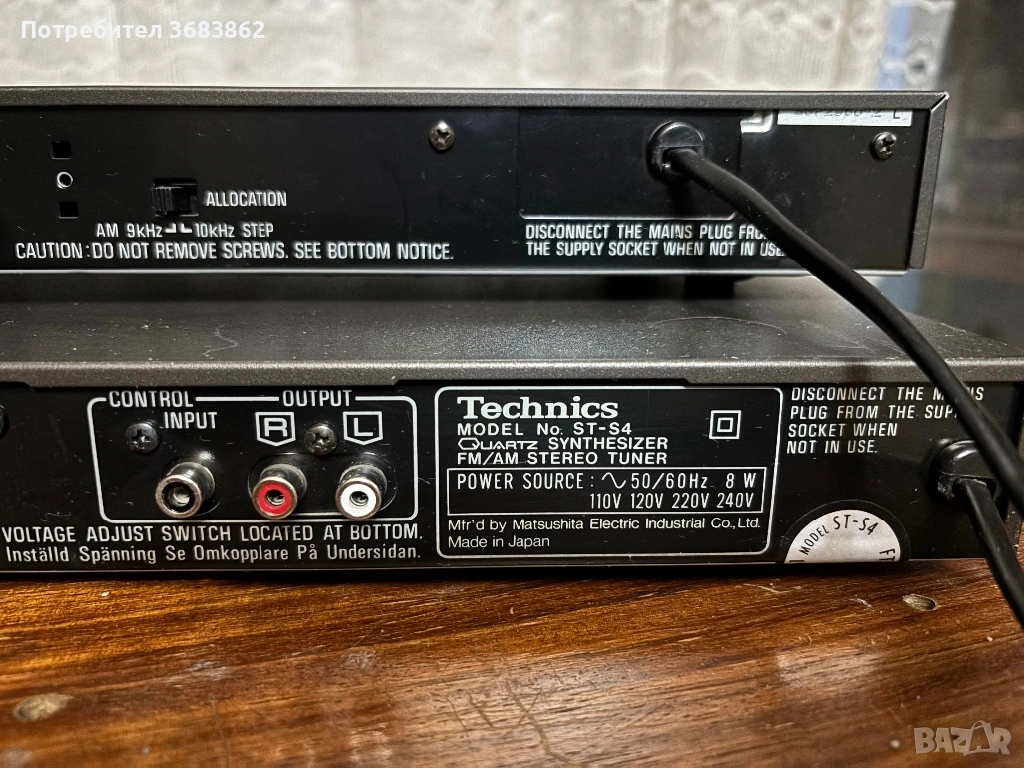 Потребител 3683862
ALLOCATION
AM 9kHz 10kHz STEP
CAUTION: DO NOT REMOVE SCREWS. SEE BOTTOM NOTICE.
DISCONNECT THE MAINS PLUG FROM
THE SUPPLY SOCKET WHEN NOT IN USE.
CONTROL OUTPUT
INPUT R L
VOLTAGE ADJUST SWITCH LOCATED AT BOTTOM.
Inställd Spänning Se Omkopplare På Undersidan.
Technics
MODEL No. ST-S4
QUARTZ SYNTHESIZER
FM/AM STEREO TUNER
POWER SOURCE : ∿ 50/60Hz 8 W
110V 120V 220V 240V
Mfr'd by Matsushita Electric Industrial Co., Ltd.
Made in Japan
DISCONNECT THE MAINS
PLUG FROM THE SUPP
SOCKET WHEN
NOT IN USE.
MODEL ST-S4 FT
BAZAR